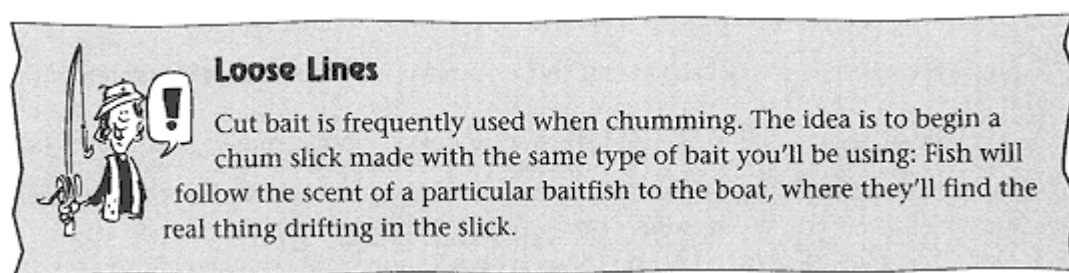 Loose Lines
!
Cut bait is frequently used when chumming. The idea is to begin a
chum slick made with the same type of bait you'll be using: Fish will
follow the scent of a particular baitfish to the boat, where they'll find the
real thing drifting in the slick.